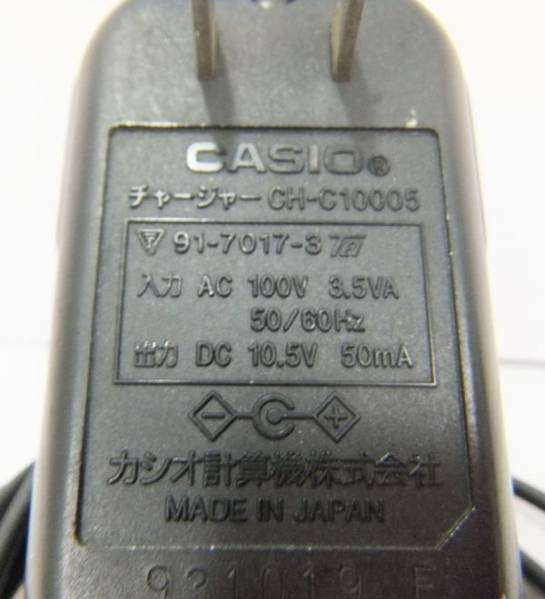 CASIO®
チャージャー CH-C10005
91-7017-3
入力 AC 100V 3.5VA
50/60Hz
出力 DC 10.5V 50mA
カシオ計算機株式会社
MADE IN JAPAN
931019 F